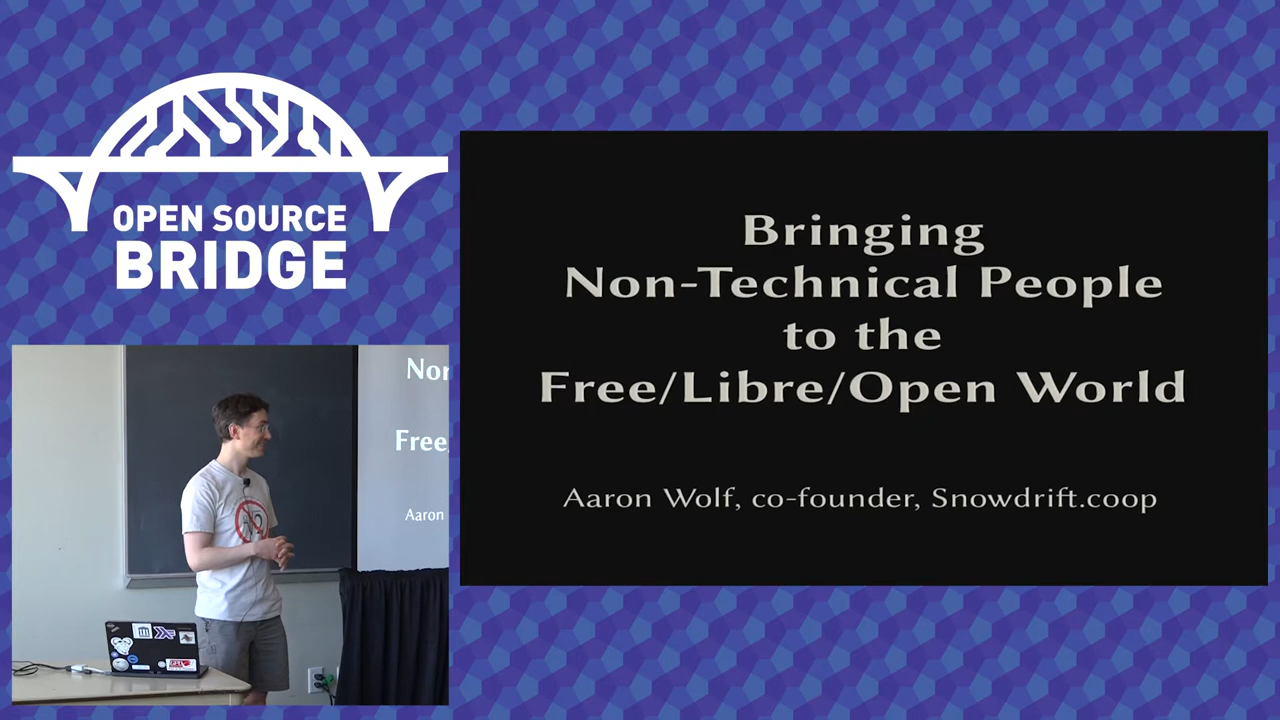 OPEN SOURCE
BRIDGE
Bringing
Non-Technical People
to the
Free/Libre/Open World
Aaron Wolf, co-founder, Snowdrift.coop
Nor
Free
Aaron